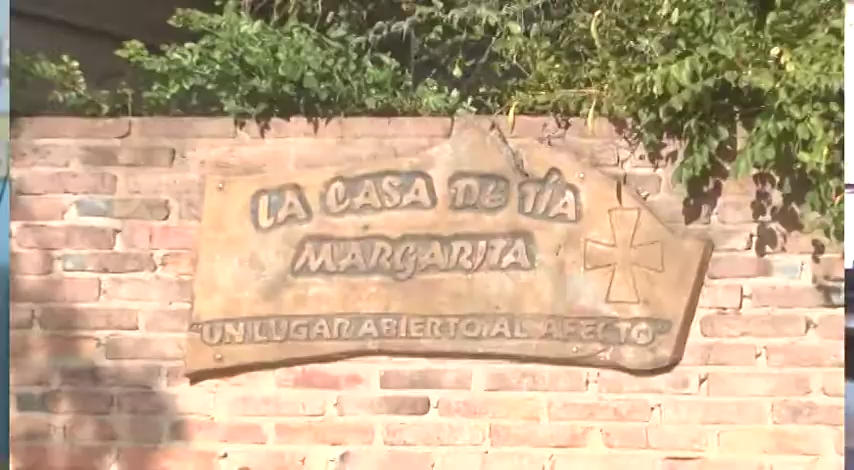 LA CASA DE TÍA
MARGARITA
"UN LUGAR ABIERTO AL AFECTO"